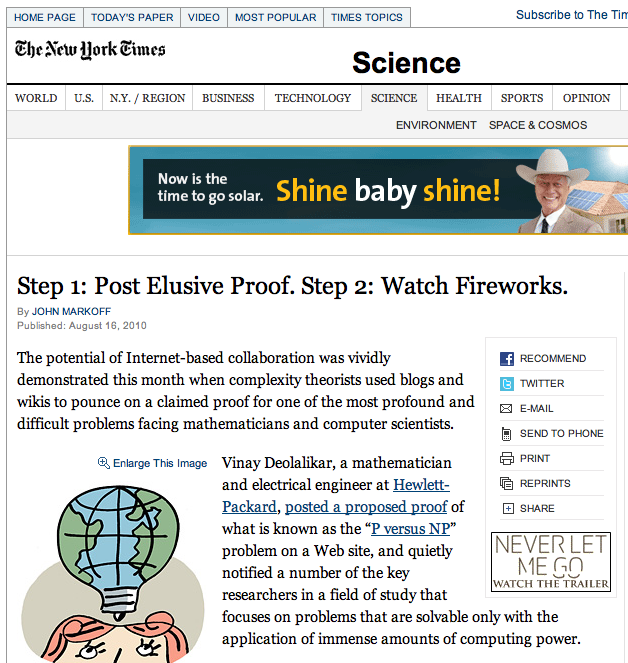 HOME PAGE TODAY'S PAPER VIDEO MOST POPULAR TIMES TOPICS
Subscribe to The Tim
The New York Times
Science
WORLD U.S. N.Y. / REGION BUSINESS TECHNOLOGY SCIENCE HEALTH SPORTS OPINION
ENVIRONMENT SPACE & COSMOS
Now is the
time to go solar.
Shine baby shine!
Step 1: Post Elusive Proof. Step 2: Watch Fireworks.
By JOHN MARKOFF
Published: August 16, 2010
The potential of Internet-based collaboration was vividly
demonstrated this month when complexity theorists used blogs and
wikis to pounce on a claimed proof for one of the most profound and
difficult problems facing mathematicians and computer scientists.
Enlarge This Image
Vinay Deolalikar, a mathematician
and electrical engineer at Hewlett-
Packard, posted a proposed proof of
what is known as the “P versus NP”
problem on a Web site, and quietly
notified a number of the key
researchers in a field of study that
focuses on problems that are solvable only with the
application of immense amounts of computing power.
RECOMMEND
TWITTER
E-MAIL
SEND TO PHONE
PRINT
REPRINTS
SHARE
NEVER LET
ME GO
WATCH THE TRAILER